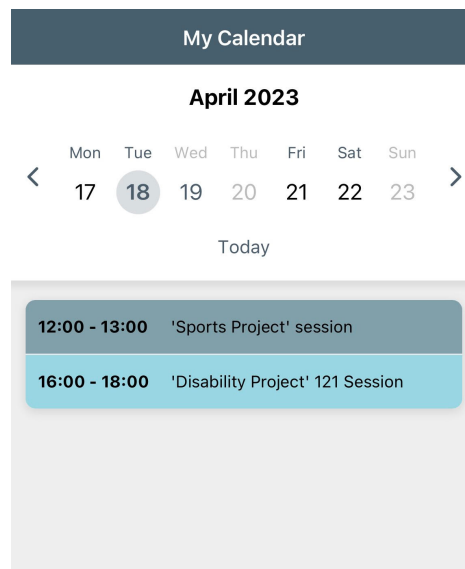 My Calendar
April 2023
Mon Tue Wed Thu Fri Sat Sun
17 18 19 20 21 22 23
Today
12:00 - 13:00 'Sports Project' session
16:00 - 18:00 'Disability Project' 121 Session